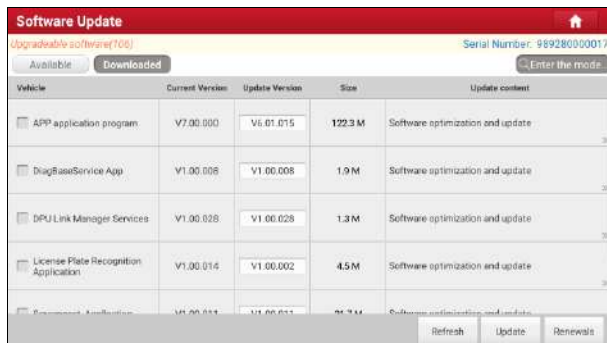 Software Update
Upgradeable software(106)
Serial Number: 989280000017
Available
Downloaded
Enter the mode
Vehicle Current Version Update Version Size Update content
APP application program V7.00.000 V6.01.015 122.3 M Software optimization and update
DiagBaseService App V1.00.008 V1.00.008 1.9 M Software optimization and update
DPU Link Manager Services V1.00.028 V1.00.028 1.3 M Software optimization and update
License Plate Recognition
Application V1.00.014 V1.00.002 4.5 M Software optimization and update
Refresh Update Renewals